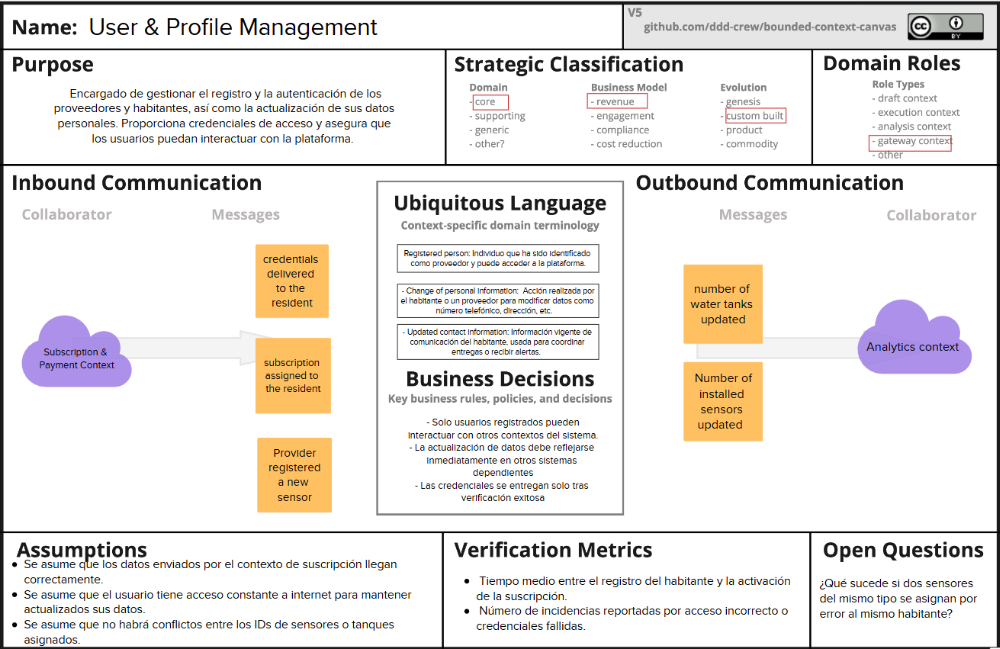 Name: User & Profile Management
V5
github.com/ddd-crew/bounded-context-canvas
cc
BY
Purpose
Encargado de gestionar el registro y la autenticación de los
proveedores y habitantes, así como la actualización de sus datos
personales. Proporciona credenciales de acceso y asegura que
los usuarios puedan interactuar con la plataforma.
Strategic Classification
Domain
- core
- supporting
- generic
- other?
Business Model
- revenue
- engagement
- compliance
- cost reduction
Evolution
- genesis
- custom built
- product
- commodity
Domain Roles
Role Types
- draft context
- execution context
- analysis context
- gateway context
- other
Inbound Communication
Collaborator
Messages
Subscription &
Payment Context
credentials
delivered
to the
resident
subscription
assigned to
the resident
Provider
registered
a new
sensor
Ubiquitous Language
Context-specific domain terminology
Registered person: Individuo que ha sido identificado
como proveedor y puede acceder a la plataforma.
- Change of personal information: Acción realizada por
el habitante o un proveedor para modificar datos como
número telefónico, dirección, etc.
- Updated contact information: Información vigente de
comunicación del habitante, usada para coordinar
entregas o recibir alertas.
Business Decisions
Key business rules, policies, and decisions
- Solo usuarios registrados pueden
interactuar con otros contextos del sistema.
- La actualización de datos debe reflejarse
inmediatamente en otros sistemas
dependientes
- Las credenciales se entregan solo tras
verificación exitosa
Outbound Communication
Messages
Collaborator
number of
water tanks
updated
Number of
installed
sensors
updated
Analytics context
Assumptions
• Se asume que los datos enviados por el contexto de suscripción llegan
correctamente.
• Se asume que el usuario tiene acceso constante a internet para mantener
actualizados sus datos.
• Se asume que no habrá conflictos entre los IDs de sensores o tanques
asignados.
Verification Metrics
• Tiempo medio entre el registro del habitante y la activación
de la suscripción.
• Número de incidencias reportadas por acceso incorrecto o
credenciales fallidas.
Open Questions
¿Qué sucede si dos sensores
del mismo tipo se asignan por
error al mismo habitante?